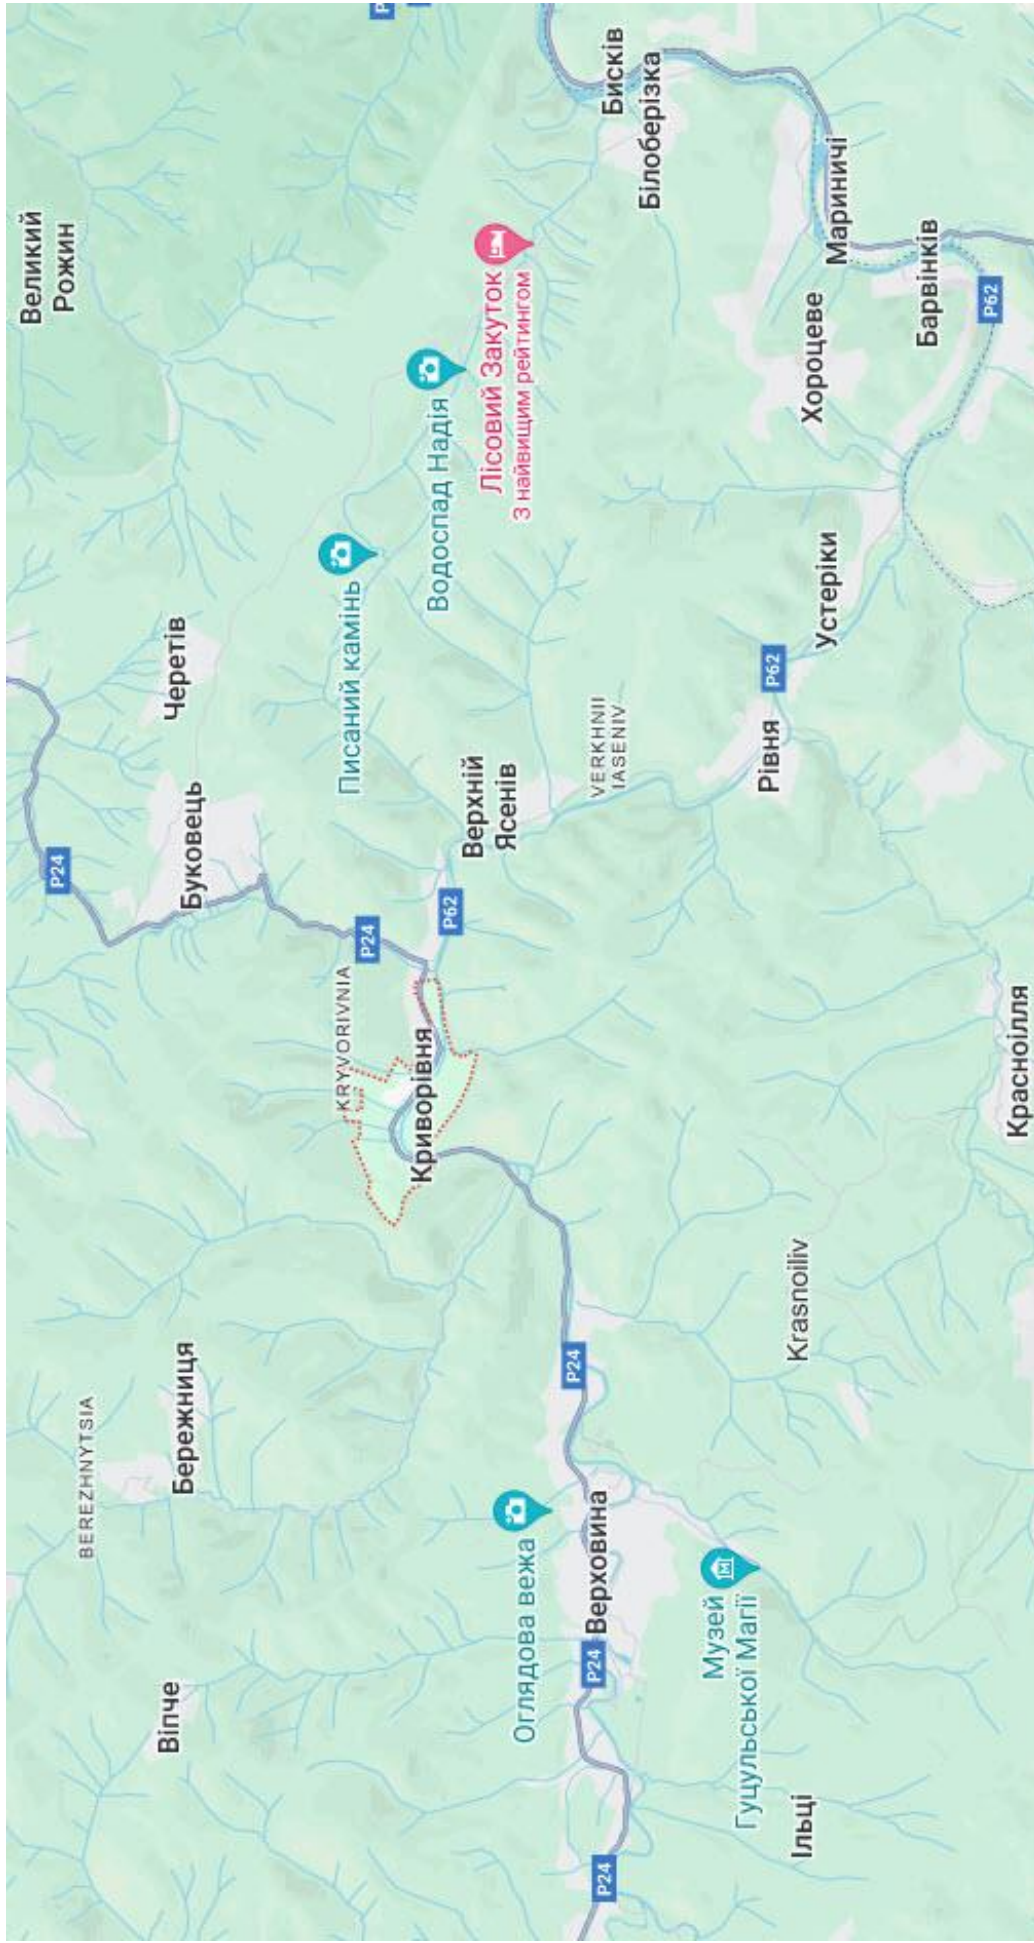 Великий
Рожин
P24
Бисків
Білоберізка
Черетів
Буковець
P24
Писаний камінь
Водоспад Надія
Лісовий Закуток
З найвищим рейтингом
Мариничі
Хороцеве
Барвінків
P62
KRYVORIVNIA
Криворівня
P62
Верхній
Ясенів
VERKHNII
IASENIV
Устеріки
P62
Рівня
BEREZHNYTSIA
Бережниця
Віпче
P24
Оглядова вежа
Верховина
P24
P24
Музей
Гуцульської Магії
Ільці
Krasnoiliv
Красноілля